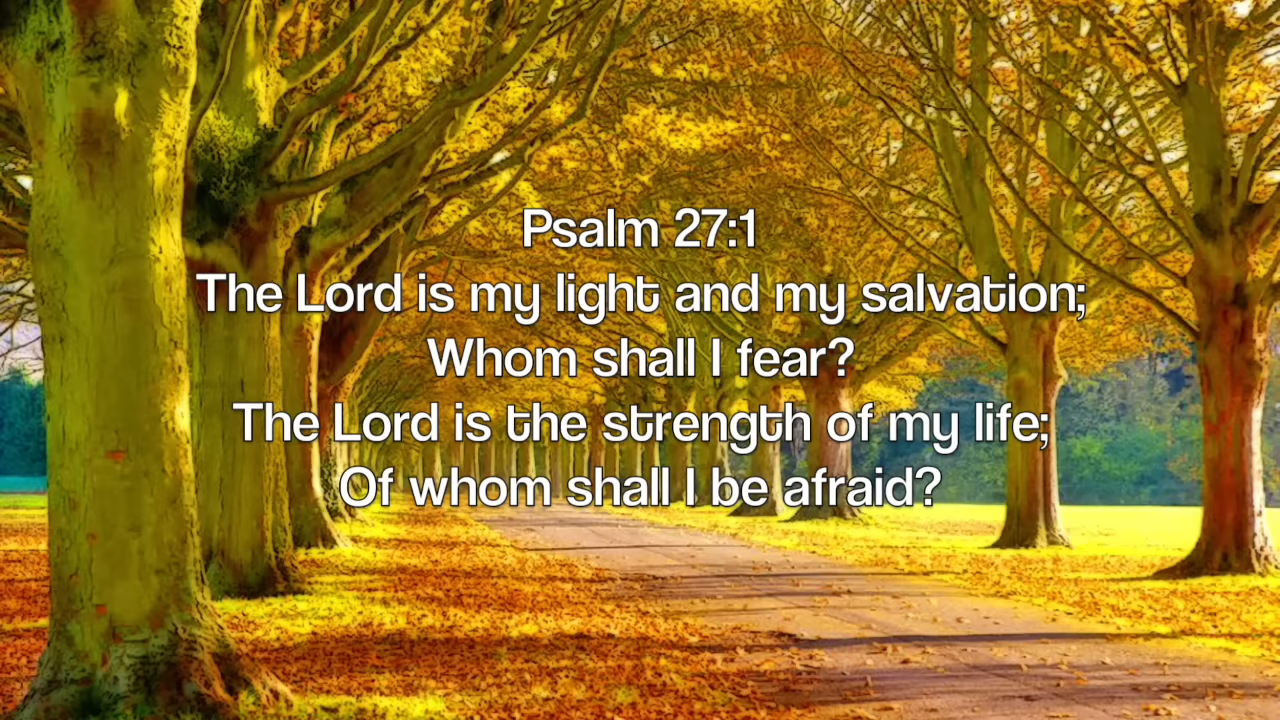 Psalm 27:1
The Lord is my light and my salvation;
Whom shall I fear?
The Lord is the strength of my life;
Of whom shall I be afraid?